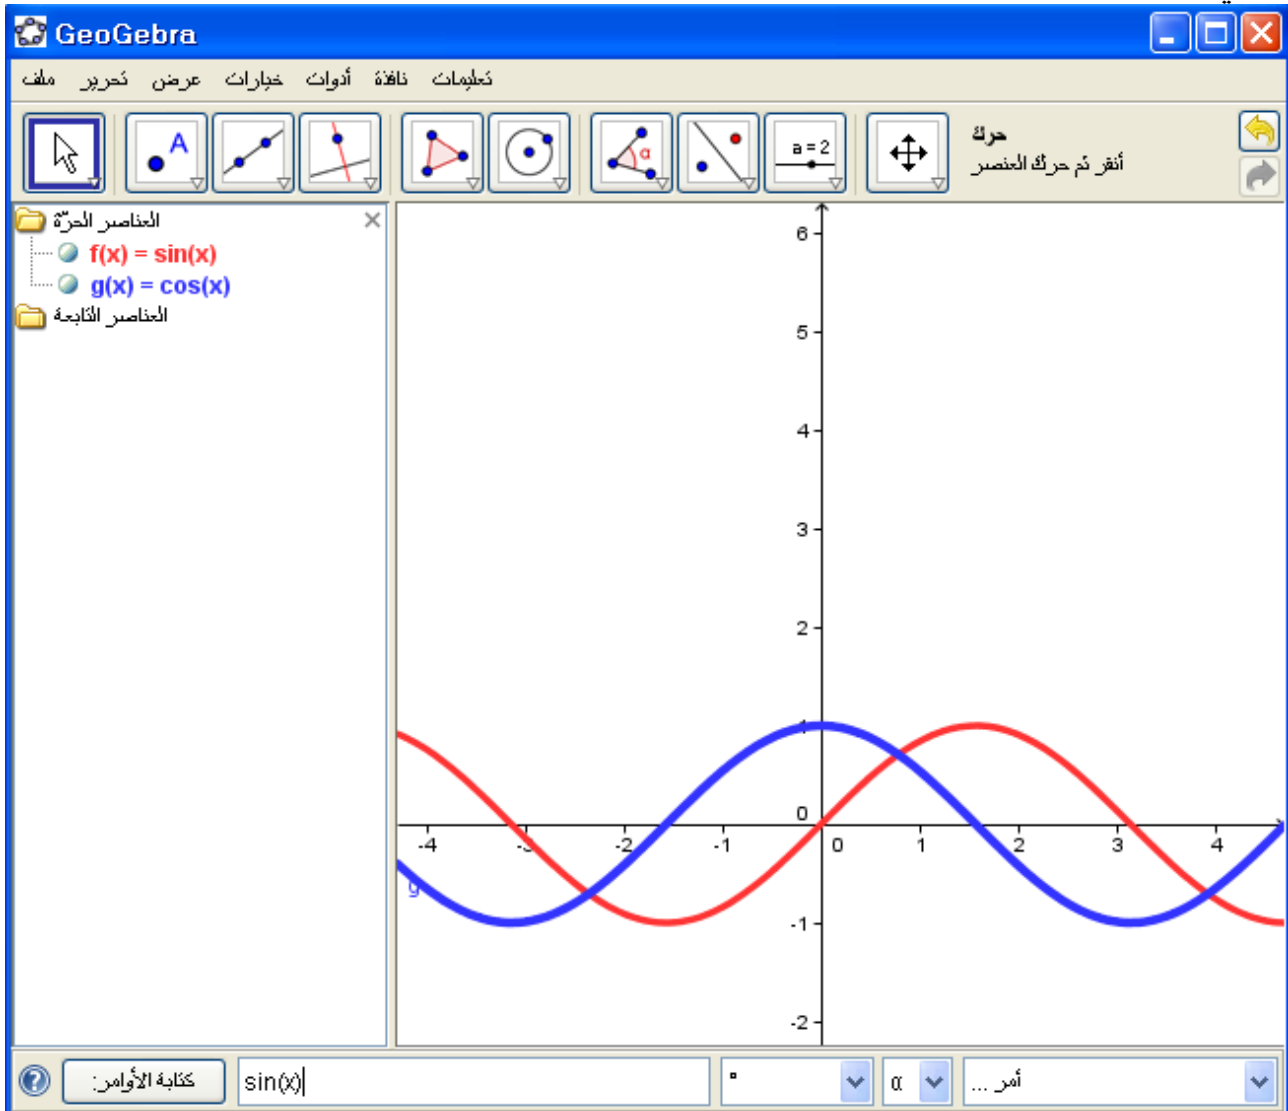 GeoGebra
ملف تحرير عرض خيارات أدوات نافذة تعليمات
A
α
a = 2
حرك
أنقر ثم حرك العنصر
العناصر الحرّة
f(x) = sin(x)
g(x) = cos(x)
العناصر التابعة
6
5
4
3
2
1
0
-4 -3 -2 -1 0 1 2 3 4
g
-1
-2
كتابة الأوامر:
sin(x)
°
α
أمر ...